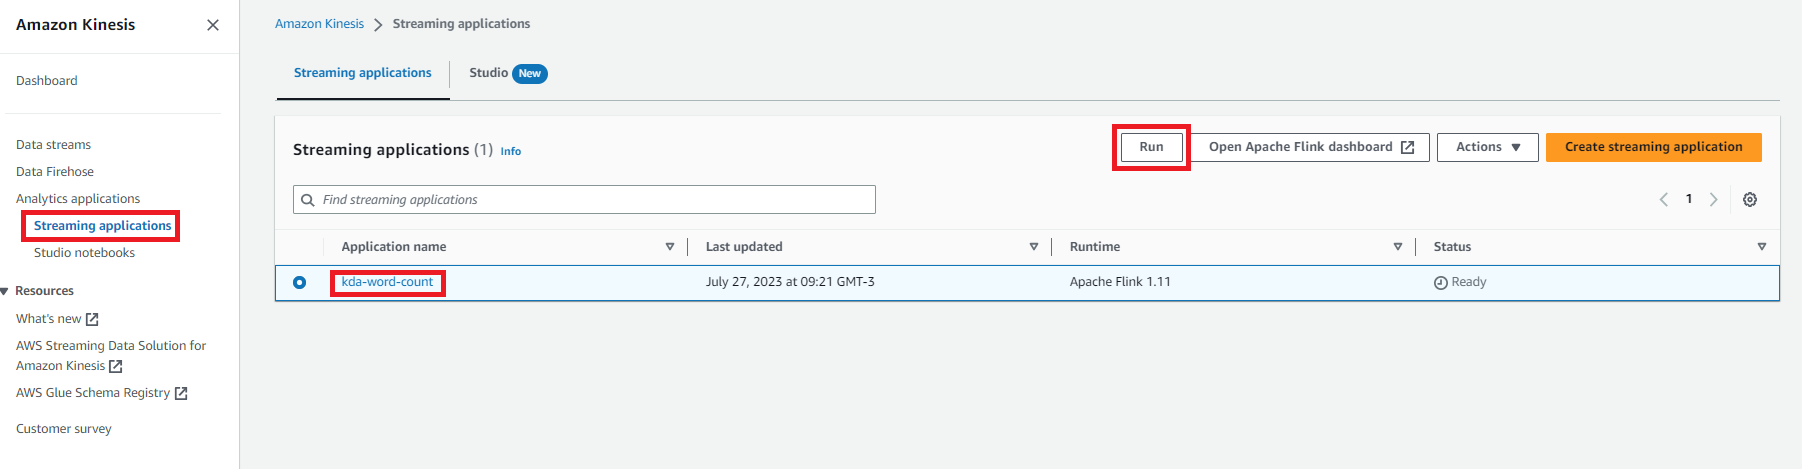 Amazon Kinesis
Dashboard
Data streams
Data Firehose
Analytics applications
Streaming applications
Studio notebooks
Resources
What's new
AWS Streaming Data Solution for
Amazon Kinesis
AWS Glue Schema Registry
Customer survey
Amazon Kinesis > Streaming applications
Streaming applications Studio New
Streaming applications (1) Info Run Open Apache Flink dashboard Actions Create streaming application
Find streaming applications 1
Application name Last updated Runtime Status
kda-word-count July 27, 2023 at 09:21 GMT-3 Apache Flink 1.11 Ready